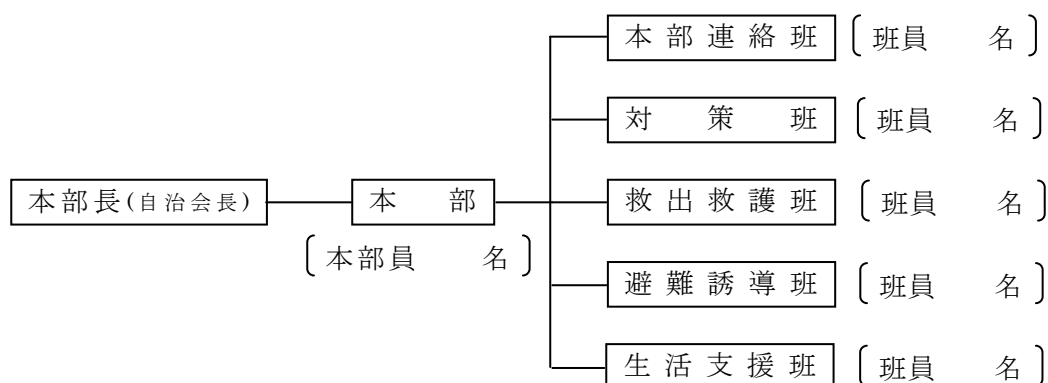 本部連絡班 〔班員　　名〕
対策班 〔班員　　名〕
本部長(自治会長) 本部 救出救護班 〔班員　　名〕
〔本部員　　名〕
避難誘導班 〔班員　　名〕
生活支援班 〔班員　　名〕